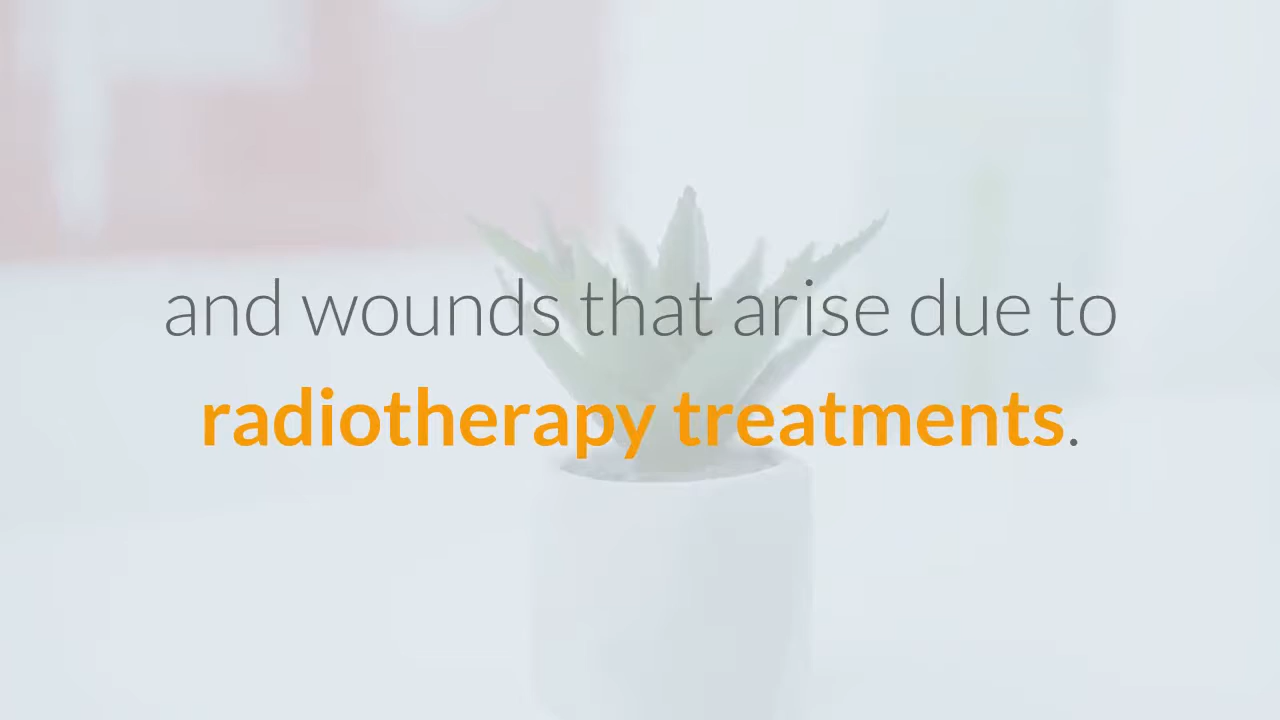 and wounds that arise due to
radiotherapy treatments.